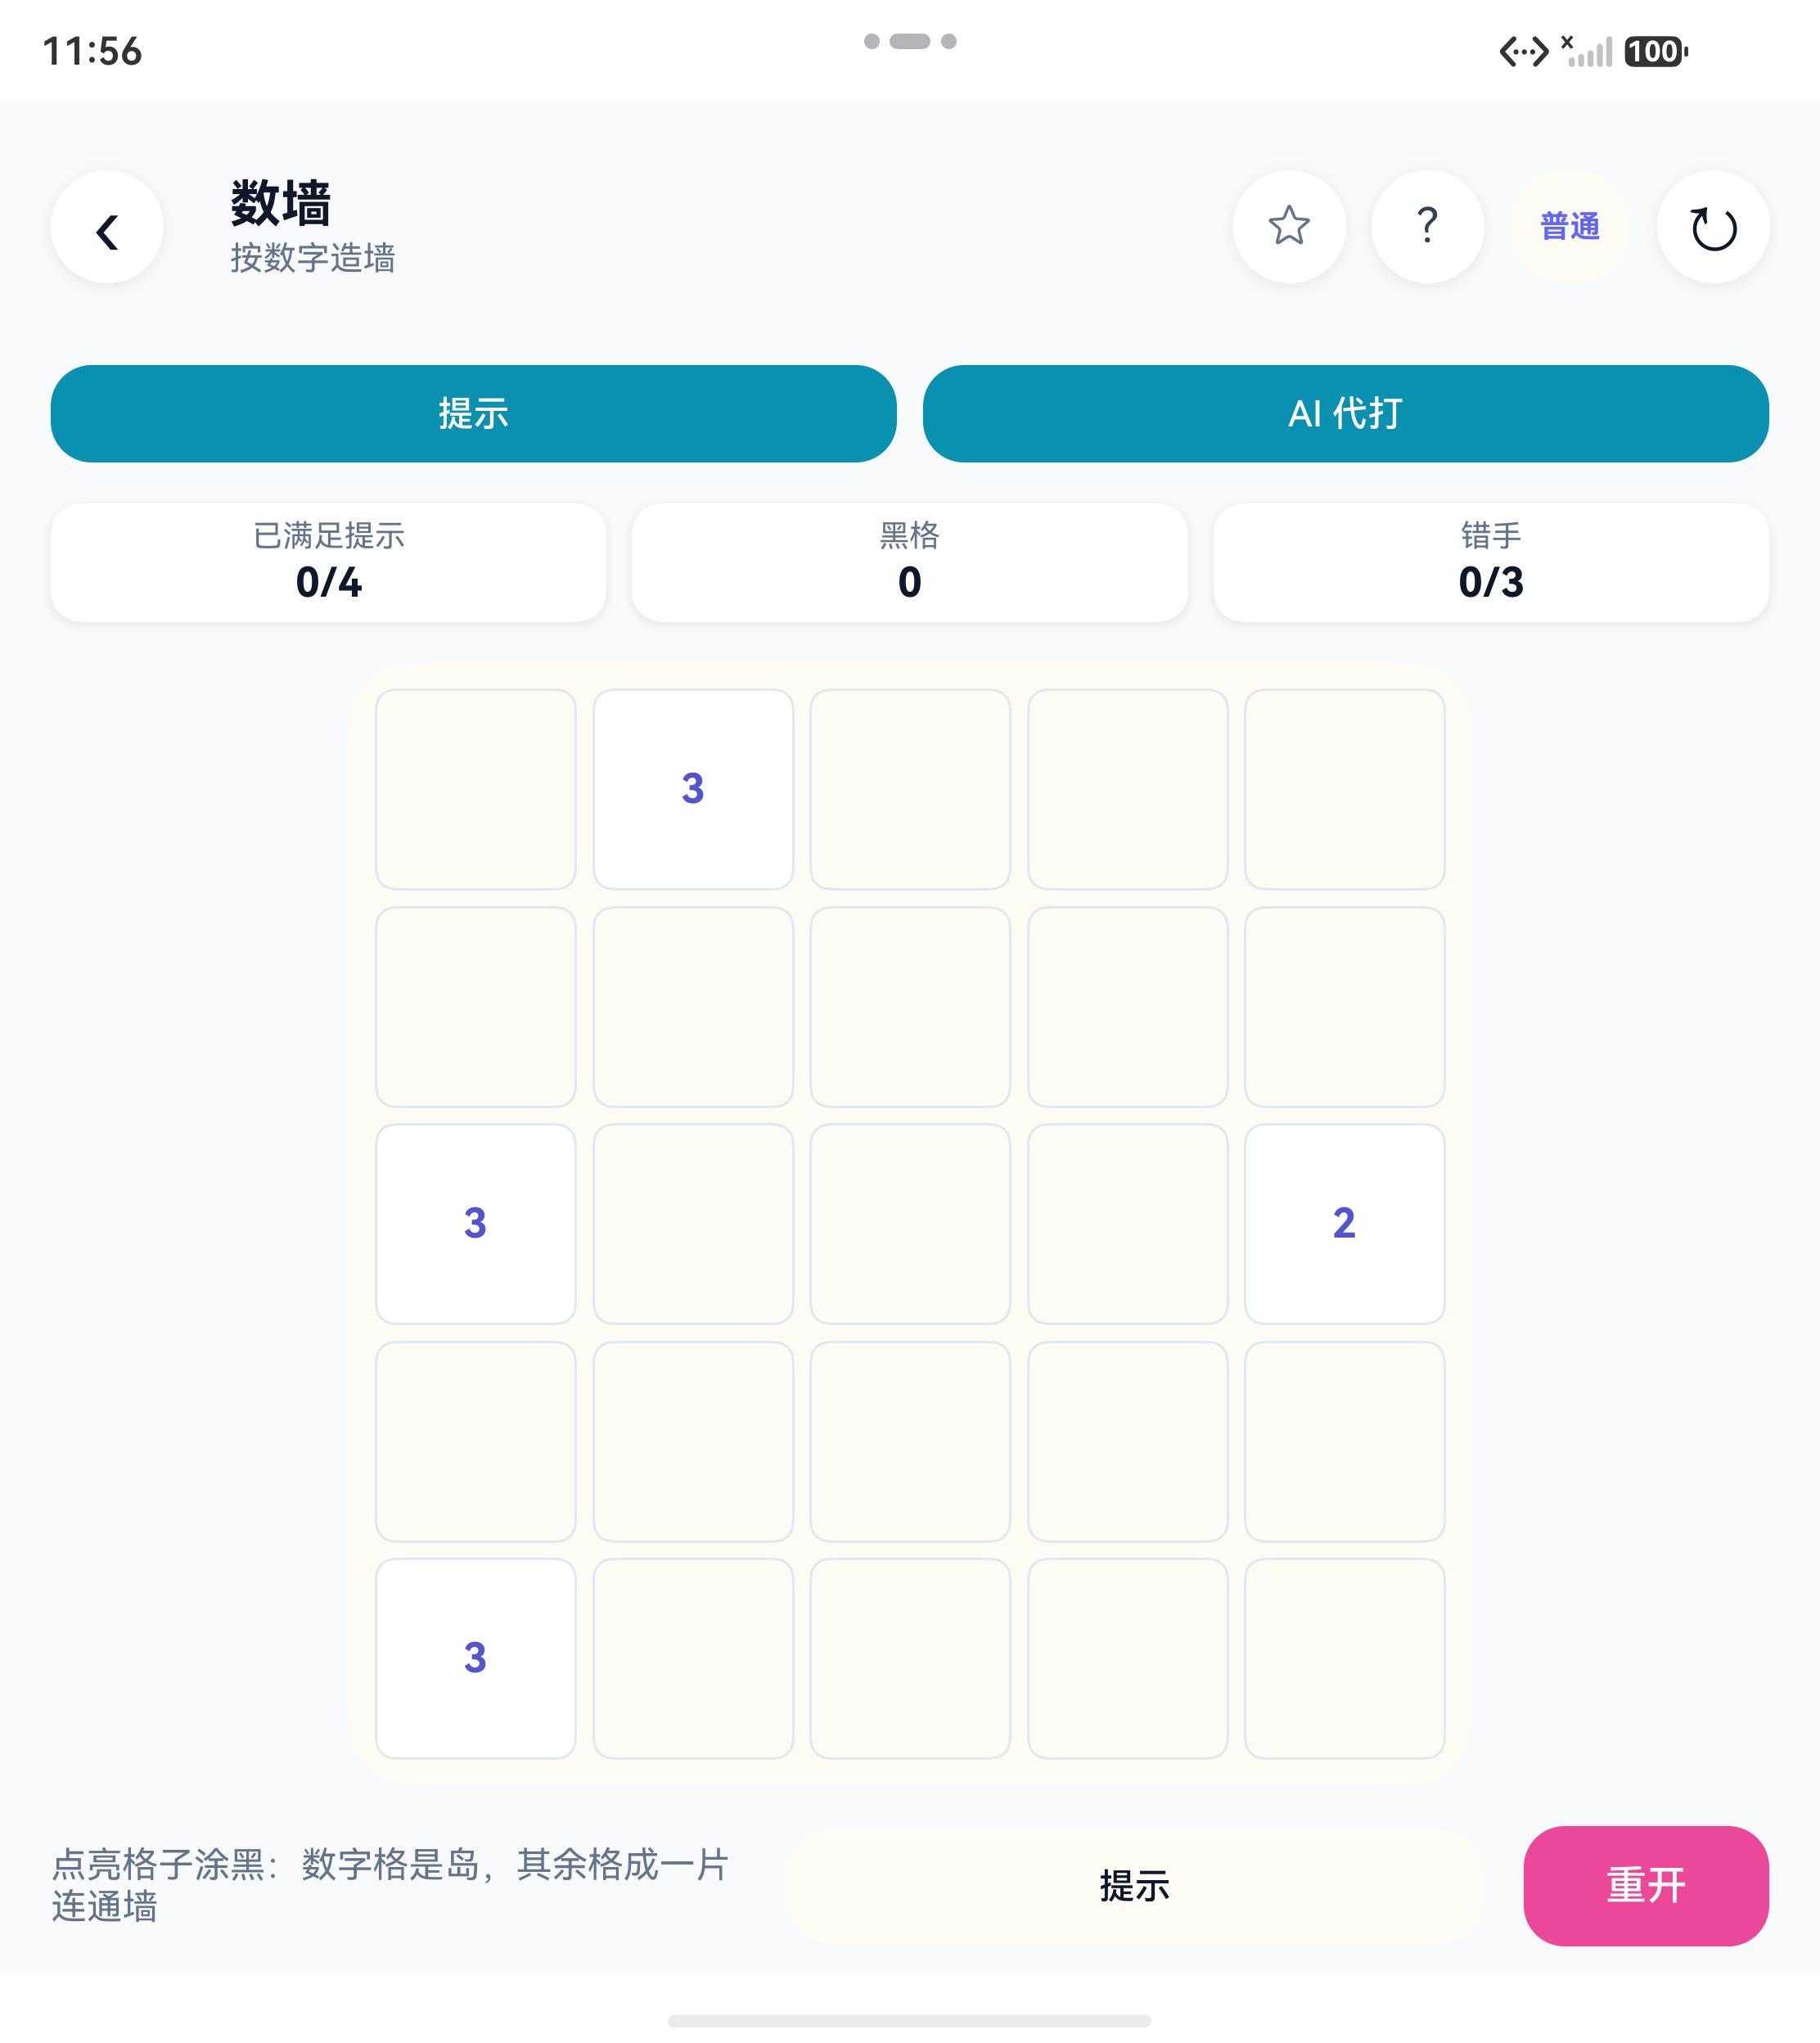 11:56
100
数墙
按数字造墙
?
普通
提示
AI 代打
已满足提示
0/4
黑格
0
错手
0/3
3
3
2
3
点亮格子涂黑：数字格是岛，其余格成一片
连通墙
提示
重开